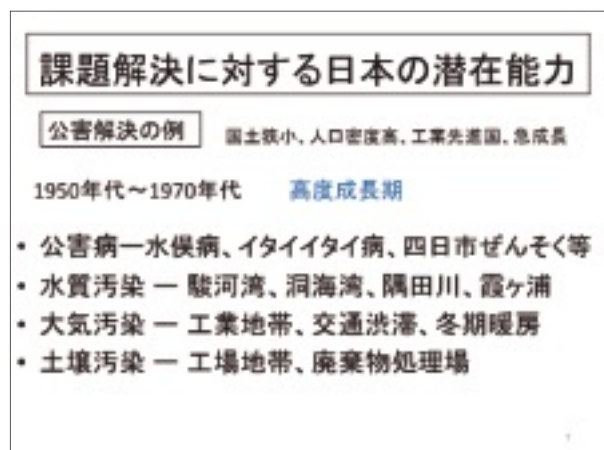 課題解決に対する日本の潜在能力
公害解決の例 国土狭小、人口密度高、工業先進国、急成長
1950年代～1970年代 高度成長期
• 公害病ー水俣病、イタイイタイ病、四日市ぜんそく等
• 水質汚染 ー 駿河湾、洞海湾、隅田川、霞ヶ浦
• 大気汚染 ー 工業地帯、交通渋滞、冬期暖房
• 土壌汚染 ー 工場地帯、廃棄物処理場